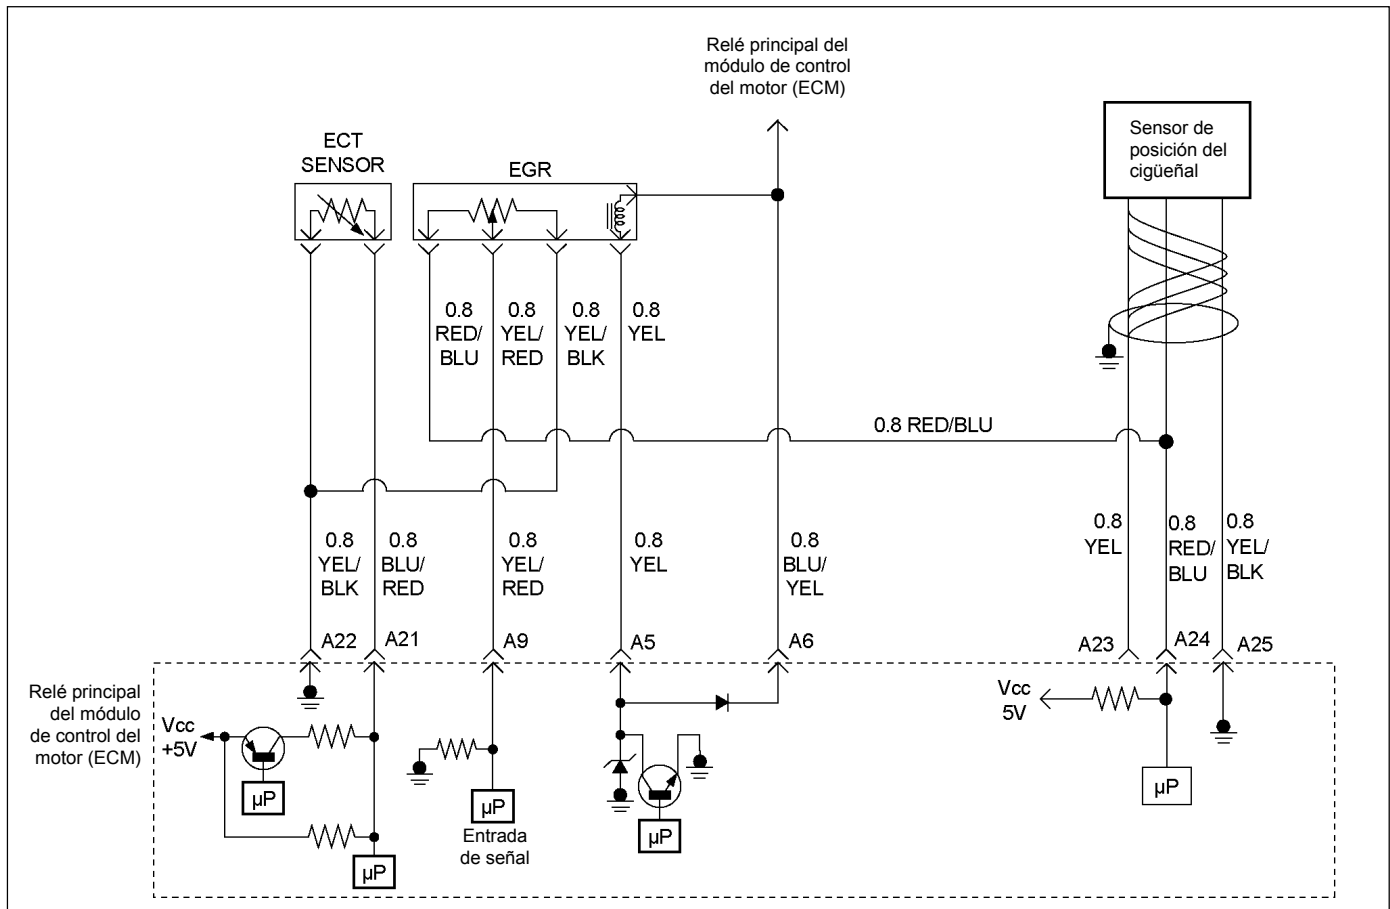 Relé principal del
módulo de control
del motor (ECM)
Sensor de
posición del
cigüeñal
ECT
SENSOR
EGR
0.8
RED/
BLU
0.8
YEL/
RED
0.8
YEL/
BLK
0.8
YEL
0.8 RED/BLU
0.8
YEL/
BLK
0.8
BLU/
RED
0.8
YEL/
RED
0.8
YEL
0.8
BLU/
YEL
0.8
YEL
0.8
RED/
BLU
0.8
YEL/
BLK
A22
A21
A9
A5
A6
A23
A24
A25
Relé principal
del módulo
de control del
motor (ECM)
Vcc
+5V
µP
µP
µP
Entrada
de señal
µP
Vcc
5V
µP